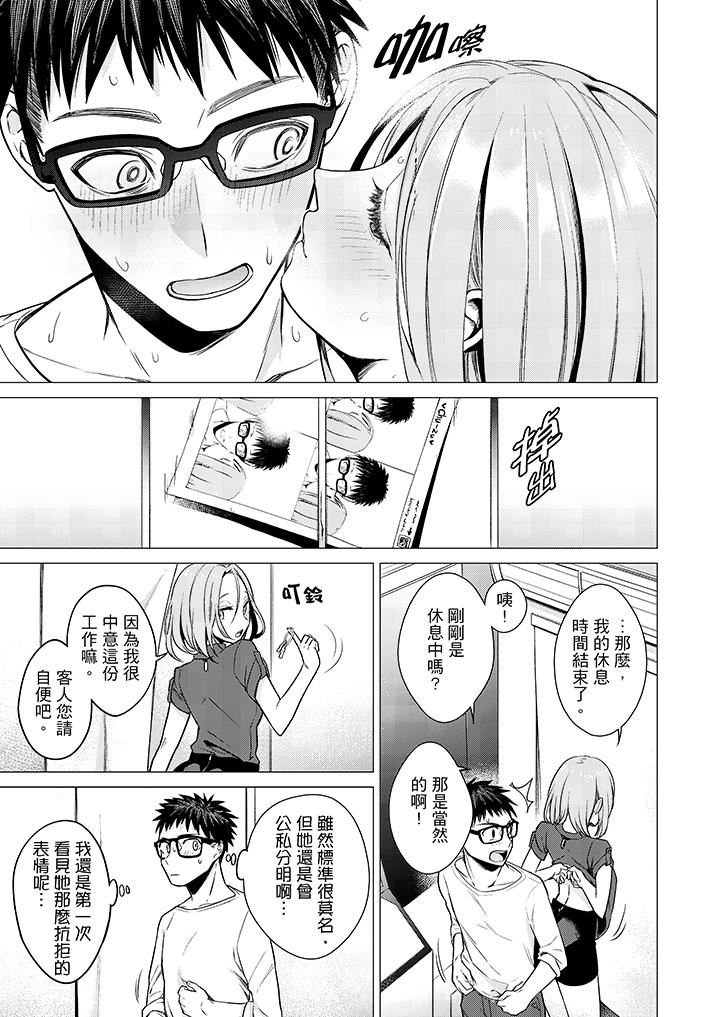 咖嚓
掉出
…那麼，
我的休息
時間結束了。
咦！
剛剛是
休息中嗎？
那是當然
的啊！
叮鈴
因為我很
中意這份
工作嘛。
客人您請
自便吧。
雖然標準很莫名，
但她還是會
公私分明啊…
我還是第一次
看見她那麼抗拒的
表情呢…